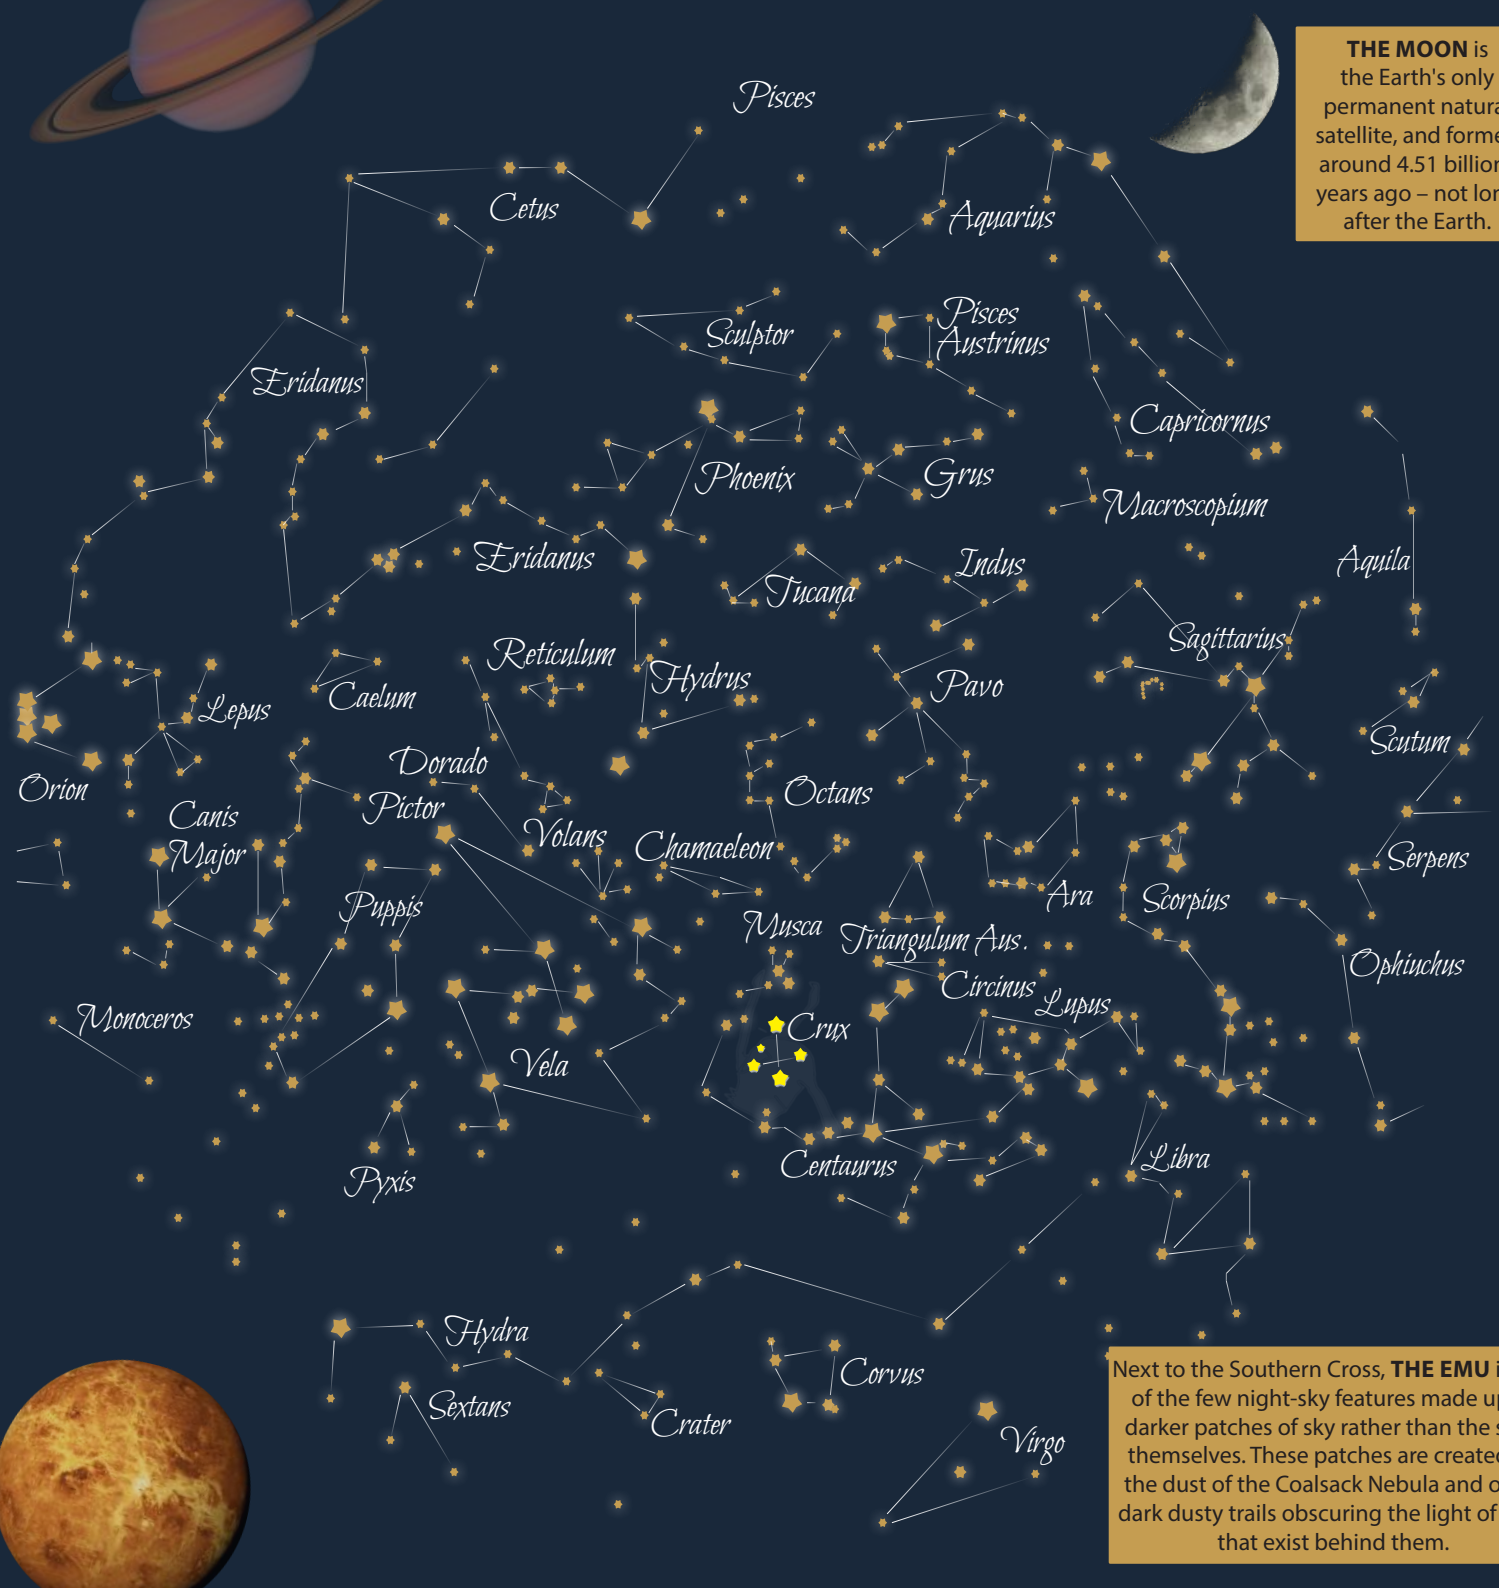 THE MOON is
the Earth's only
permanent natura
satellite, and forme
around 4.51 billion
years ago – not lon
after the Earth.
Pisces
Cetus
Aquarius
Sculptor
Pisces
Austrinus
Eridanus
Capricornus
Phoenix
Grus
Macroscopium
Eridanus
Tucana
Indus
Aquila
Sagittarius
Reticulum
Hydrus
Pavo
Caelum
Lepus
Scutum
Orion
Dorado
Pictor
Octans
Canis
Major
Volans
Chamaeleon
Serpens
Ara
Scorpius
Puppis
Musca
Triangulum Aus.
Ophiuchus
Circinus
Lupus
Monoceros
Crux
Vela
Centaurus
Libra
Pyxis
Hydra
Corvus
Sextans
Crater
Virgo
Next to the Southern Cross, THE EMU i
of the few night-sky features made up
darker patches of sky rather than the s
themselves. These patches are created
the dust of the Coalsack Nebula and o
dark dusty trails obscuring the light of
that exist behind them.